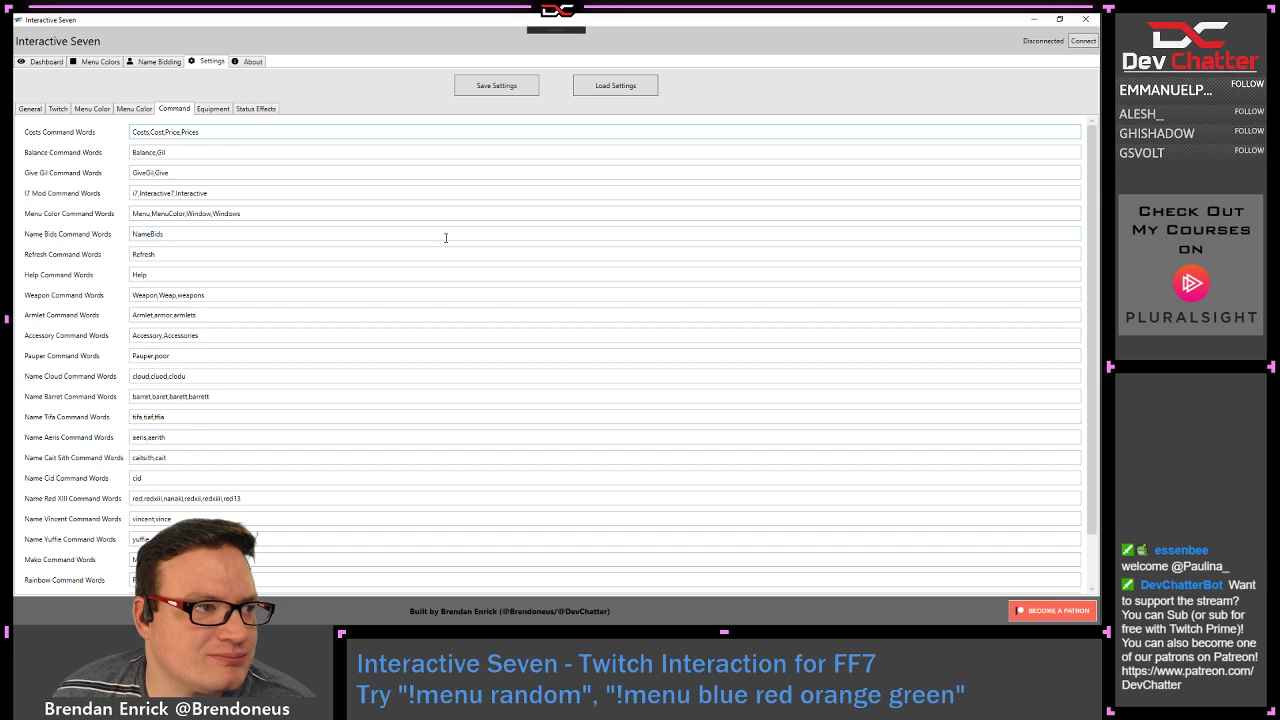 Interactive Seven
Interactive Seven
Disconnected
Connect
Dashboard
Menu Colors
Name Bidding
Settings
About
Save Settings
Load Settings
General
Twitch
Menu Color
Menu Color
Command
Equipment
Status Effects
Costs Command Words Costs,Cost,Price,Prices
Balance Command Words Balance,Gil
Give Gil Command Words GiveGil,Give
I7 Mod Command Words i7,Interactive7,Interactive
Menu Color Command Words Menu,MenuColor,Window,Windows
Name Bids Command Words NameBids
Refresh Command Words Refresh
Help Command Words Help
Weapon Command Words Weapon,Weap,weapons
Armlet Command Words Armlet,armor,armlets
Accessory Command Words Accessory,Accessories
Pauper Command Words Pauper,poor
Name Cloud Command Words cloud,cluod,clodu
Name Barret Command Words barret,baret,barett,barrett
Name Tifa Command Words tifa,tiaf,tfia
Name Aeris Command Words aeris,aerith
Name Cait Sith Command Words caitsith,cait
Name Cid Command Words cid
Name Red XIII Command Words red,redxiii,nanaki,redxii,redxiiii,red13
Name Vincent Command Words vincent,vince
Name Yuffie Command Words
Mako Command Words
Rainbow Command Words
Built by Brendan Enrick (@Brendoneus/@DevChatter)
BECOME A PATRON
DC
Dev Chatter
EMMANUELP... FOLLOW
ALESH_ FOLLOW
GHISHADOW FOLLOW
GSVOLT FOLLOW
CHECK OUT
MY COURSES
ON
PLURALSIGHT
essenbee
welcome @Paulina_
DevChatterBot Want
to support the stream?
You can Sub (or sub for
free with Twitch Prime)!
You can also become one
of our patrons on Patreon!
https://www.patreon.com/
DevChatter
Interactive Seven - Twitch Interaction for FF7
Try "!menu random", "!menu blue red orange green"
Brendan Enrick @Brendoneus